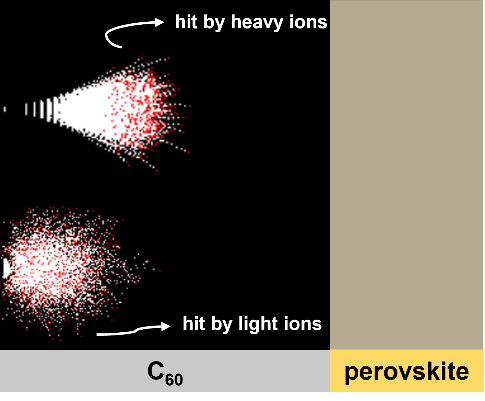 hit by heavy ions
hit by light ions
C₆₀
perovskite